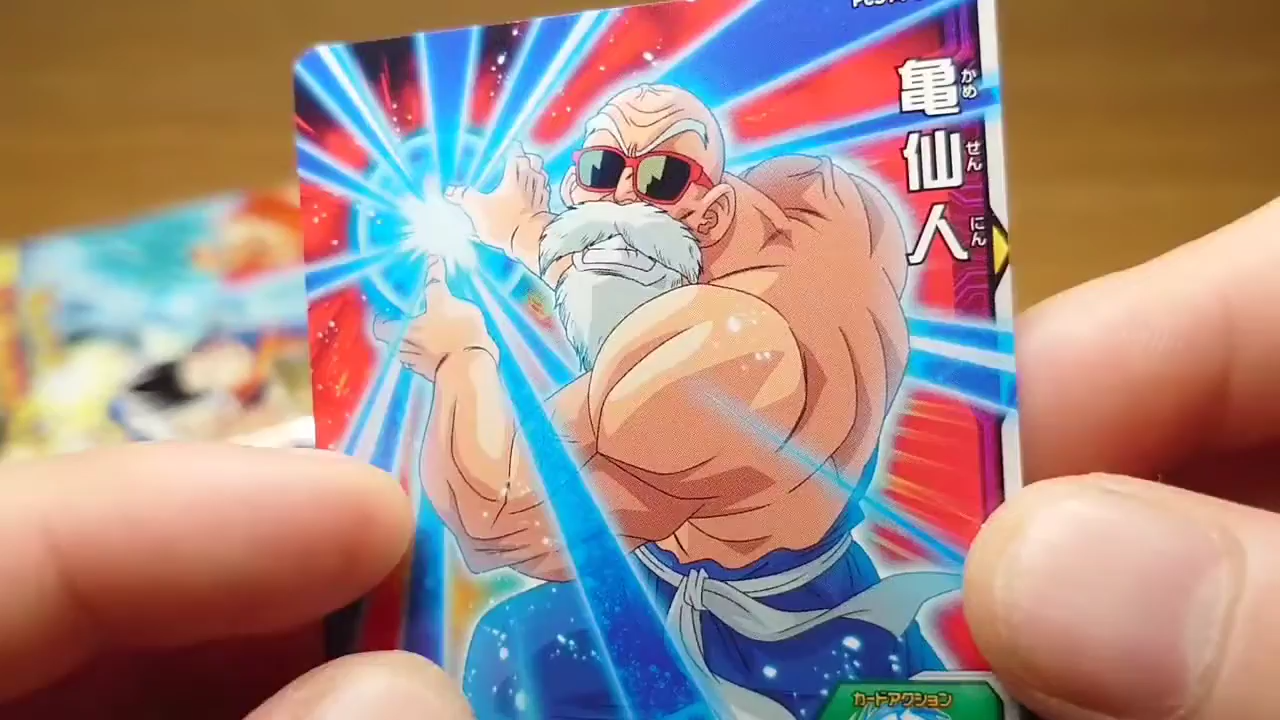 亀仙人
かめせんにん
カードアクション